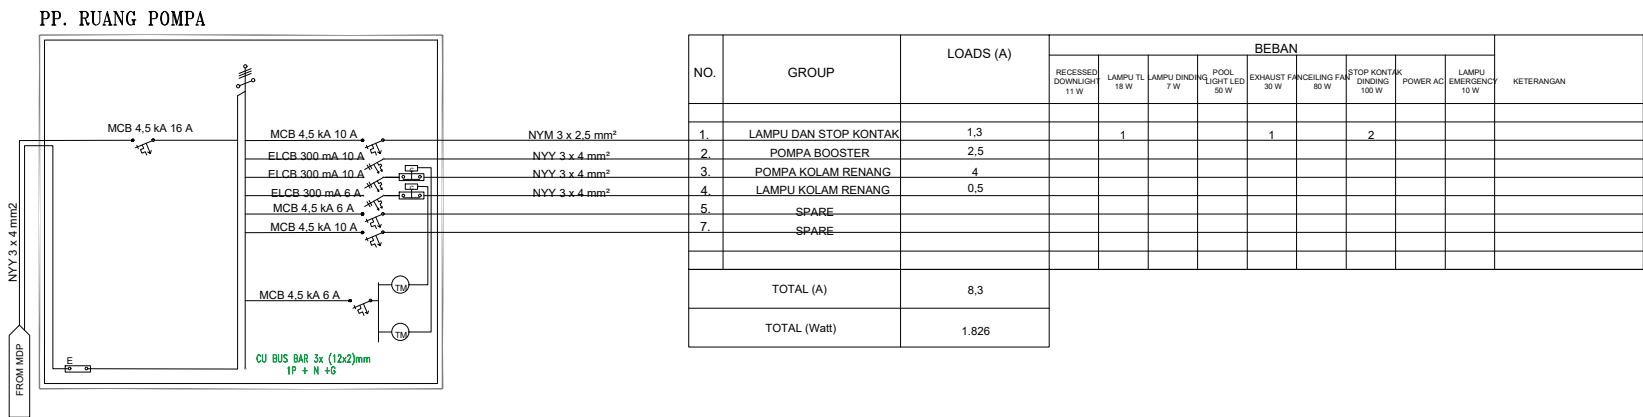 PP. RUANG POMPA
MCB 4,5 kA 16 A
MCB 4,5 kA 10 A
ELCB 300 mA 10 A
ELCB 300 mA 10 A
ELCB 300 mA 6 A
MCB 4,5 kA 6 A
MCB 4,5 kA 10 A
MCB 4,5 kA 6 A
C
C
TM
TM
E
CU BUS BAR 3x (12x2)mm
1P + N +G
NYY 3 x 4 mm2
FROM MDP
NYM 3 x 2,5 mm²
NYY 3 x 4 mm²
NYY 3 x 4 mm²
NYY 3 x 4 mm²
NO. GROUP LOADS (A) BEBAN
RECESSED DOWNLIGHT 11 W
LAMPU TL 18 W
LAMPU DINDING 7 W
POOL LIGHT LED 50 W
EXHAUST FAN 30 W
CEILING FAN 80 W
STOP KONTAK DINDING 100 W
POWER AC
LAMPU EMERGENCY 10 W
KETERANGAN
1. LAMPU DAN STOP KONTAK 1,3 1 1 2
2. POMPA BOOSTER 2,5
3. POMPA KOLAM RENANG 4
4. LAMPU KOLAM RENANG 0,5
5. SPARE
7. SPARE
TOTAL (A) 8,3
TOTAL (Watt) 1.826